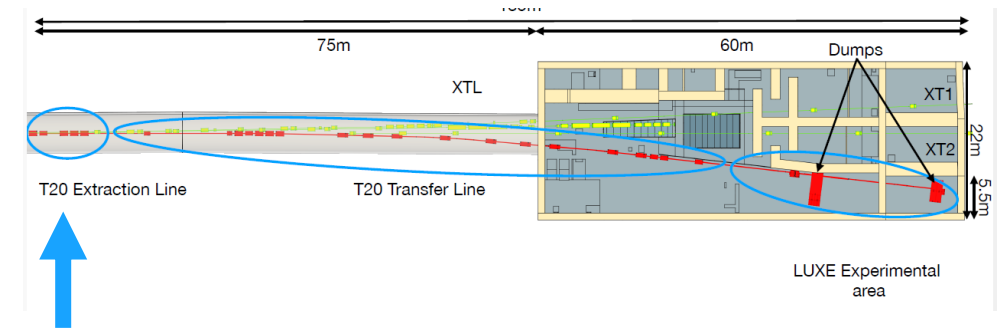 75m
60m
Dumps
XTL
XT1
XT2
22m
5.5m
T20 Extraction Line
T20 Transfer Line
LUXE Experimental
area